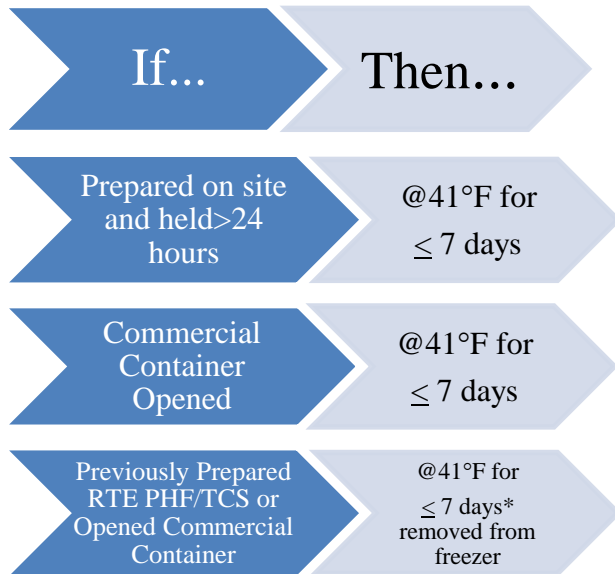 If...
Then...
Prepared on site
and held>24
hours
@41°F for
≤ 7 days
Commercial
Container
Opened
@41°F for
≤ 7 days
Previously Prepared
RTE PHF/TCS or
Opened Commercial
Container
@41°F for
≤ 7 days*
removed from
freezer